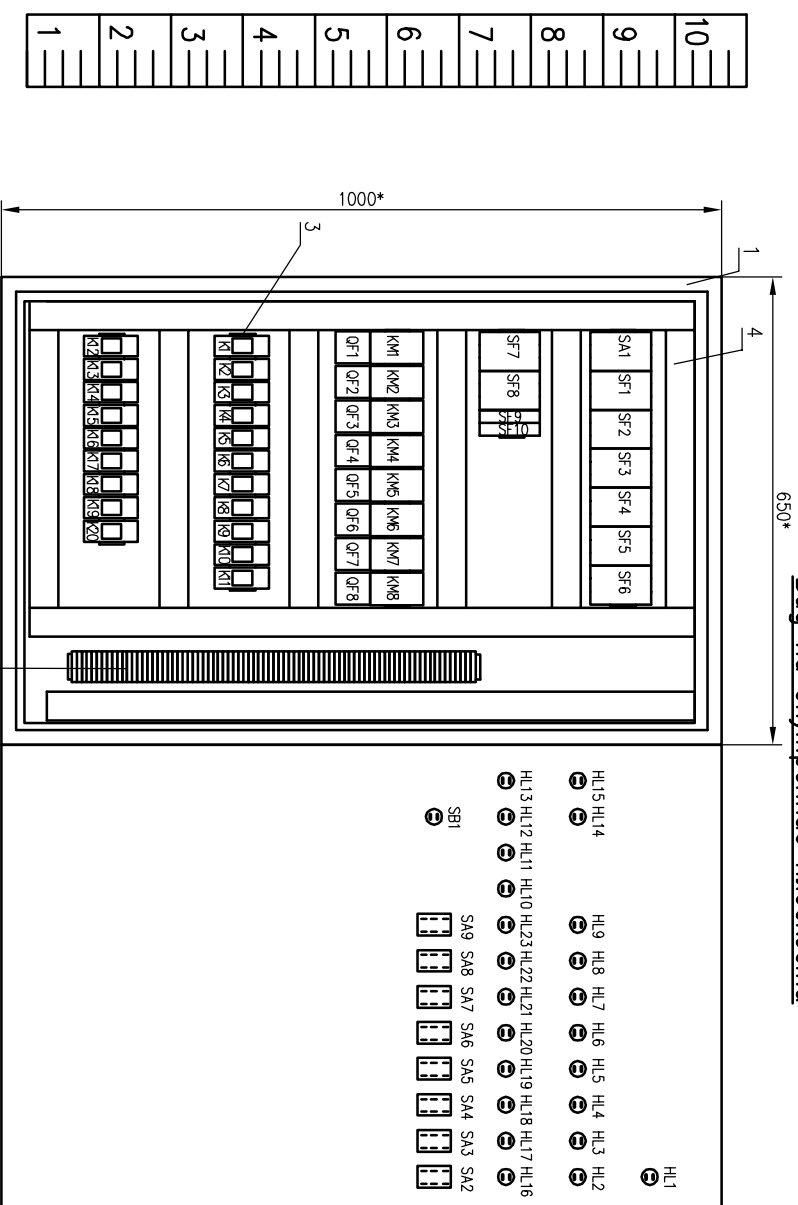 650*
1
4
10
9
8
7
6
5
4
3
2
1
1000*
3
SA1 SF1 SF2 SF3 SF4 SF5 SF6
SF7 SF8
KM1 KM2 KM3 KM4 KM5 KM6 KM7 KM8
QF1 QF2 QF3 QF4 QF5 QF6 QF7 QF8
K1 K2 K3 K4 K5 K6 K7 K8 K9 K10 K11
K12 K13 K14 K15 K16 K17 K18 K19 K20
HL1
HL15 HL14 HL9 HL8 HL7 HL6 HL5 HL4 HL3 HL2
HL13 HL12 HL11 HL10 HL23 HL22 HL21 HL20 HL19 HL18 HL17 HL16
SB1
SA9 SA8 SA7 SA6 SA5 SA4 SA3 SA2